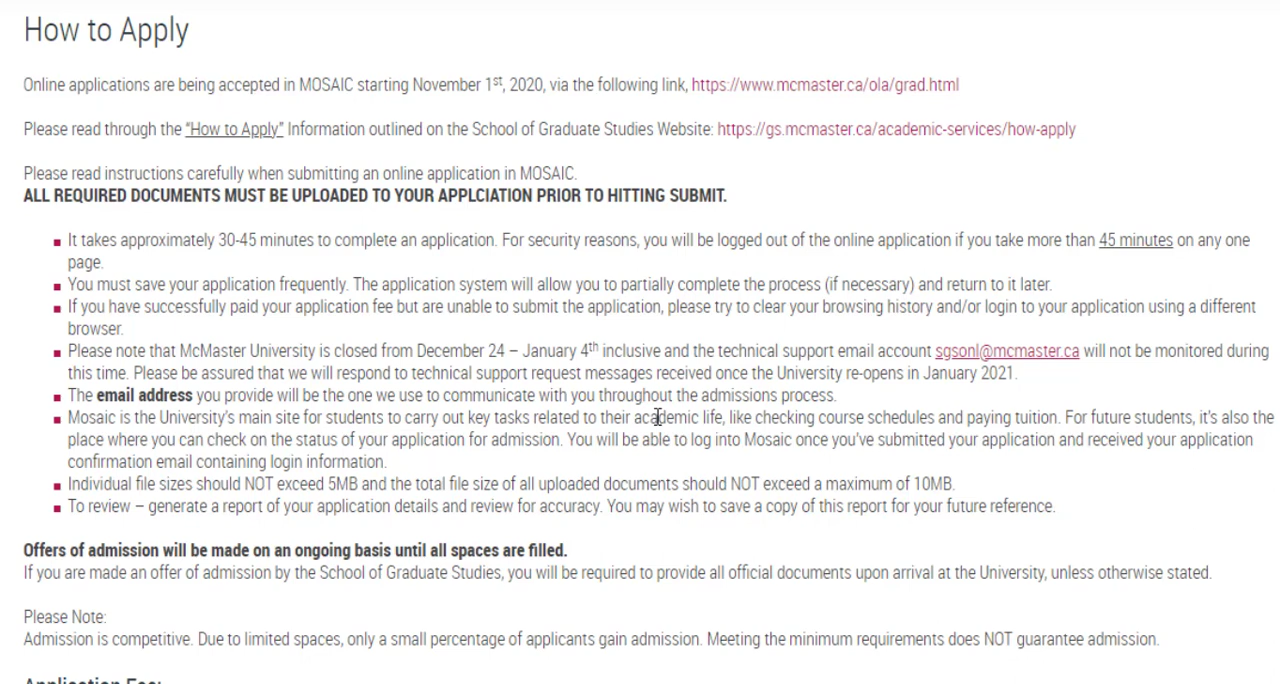 How to Apply
Online applications are being accepted in MOSAIC starting November 1st, 2020, via the following link, https://www.mcmaster.ca/ola/grad.html
Please read through the “How to Apply” Information outlined on the School of Graduate Studies Website: https://gs.mcmaster.ca/academic-services/how-apply
Please read instructions carefully when submitting an online application in MOSAIC.
ALL REQUIRED DOCUMENTS MUST BE UPLOADED TO YOUR APPLCIATION PRIOR TO HITTING SUBMIT.
It takes approximately 30-45 minutes to complete an application. For security reasons, you will be logged out of the online application if you take more than 45 minutes on any one
page.
You must save your application frequently. The application system will allow you to partially complete the process (if necessary) and return to it later.
If you have successfully paid your application fee but are unable to submit the application, please try to clear your browsing history and/or login to your application using a different
browser.
Please note that McMaster University is closed from December 24 – January 4th inclusive and the technical support email account sgsonl@mcmaster.ca will not be monitored during
this time. Please be assured that we will respond to technical support request messages received once the University re-opens in January 2021.
The email address you provide will be the one we use to communicate with you throughout the admissions process.
Mosaic is the University’s main site for students to carry out key tasks related to their academic life, like checking course schedules and paying tuition. For future students, it’s also the
place where you can check on the status of your application for admission. You will be able to log into Mosaic once you’ve submitted your application and received your application
confirmation email containing login information.
Individual file sizes should NOT exceed 5MB and the total file size of all uploaded documents should NOT exceed a maximum of 10MB.
To review – generate a report of your application details and review for accuracy. You may wish to save a copy of this report for your future reference.
Offers of admission will be made on an ongoing basis until all spaces are filled.
If you are made an offer of admission by the School of Graduate Studies, you will be required to provide all official documents upon arrival at the University, unless otherwise stated.
Please Note:
Admission is competitive. Due to limited spaces, only a small percentage of applicants gain admission. Meeting the minimum requirements does NOT guarantee admission.
Application Fee: